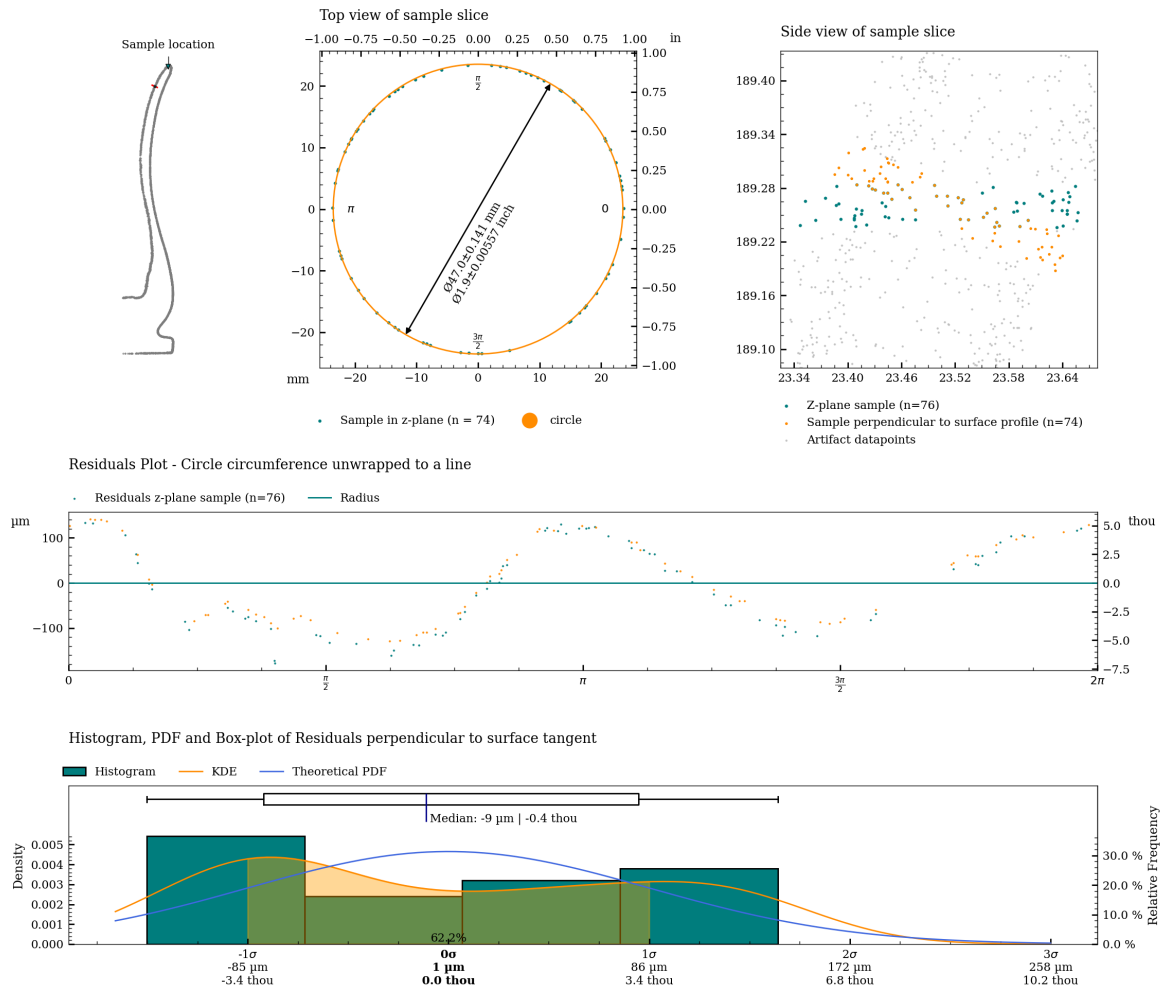 Sample location
Top view of sample slice
−1.00 −0.75 −0.50 −0.25 0.00 0.25 0.50 0.75 1.00 in
20
10
0
−10
−20
1.00
0.75
0.50
0.25
0.00
−0.25
−0.50
−0.75
−1.00
π/2
π
0
3π/2
Ø47.0±0.141 mm
Ø1.9±0.00557 inch
mm −20 −10 0 10 20
Sample in z-plane (n = 74) circle
Side view of sample slice
189.40
189.34
189.28
189.22
189.16
189.10
23.34 23.40 23.46 23.52 23.58 23.64
Z-plane sample (n=76)
Sample perpendicular to surface profile (n=74)
Artifact datapoints
Residuals Plot - Circle circumference unwrapped to a line
Residuals z-plane sample (n=76) Radius
µm
100
0
−100
5.0 thou
2.5
0.0
−2.5
−5.0
−7.5
0 π/2 π 3π/2 2π
Histogram, PDF and Box-plot of Residuals perpendicular to surface tangent
Histogram KDE Theoretical PDF
Median: -9 µm | -0.4 thou
Density
0.005
0.004
0.003
0.002
0.001
0.000
62.2%
Relative Frequency
30.0 %
20.0 %
10.0 %
0.0 %
-1σ 0σ 1σ 2σ 3σ
-85 µm 1 µm 86 µm 172 µm 258 µm
-3.4 thou 0.0 thou 3.4 thou 6.8 thou 10.2 thou